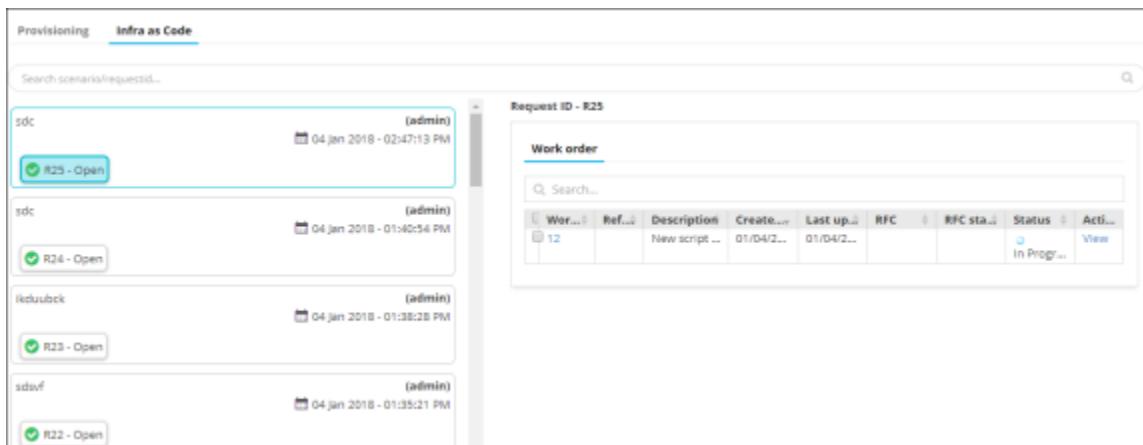 Provisioning Infra as Code
Search scenario/requestid...
sdc (admin)
04 Jan 2018 - 02:47:13 PM
R25 - Open
sdc (admin)
04 Jan 2018 - 01:40:54 PM
R24 - Open
ikduubck (admin)
04 Jan 2018 - 01:38:28 PM
R23 - Open
sdsvf (admin)
04 Jan 2018 - 01:35:21 PM
R22 - Open
Request ID - R25
Work order
Search...
Wor... Ref... Description Create... Last up... RFC RFC sta... Status Acti...
12 New script ... 01/04/2... 01/04/2... In Progr... View